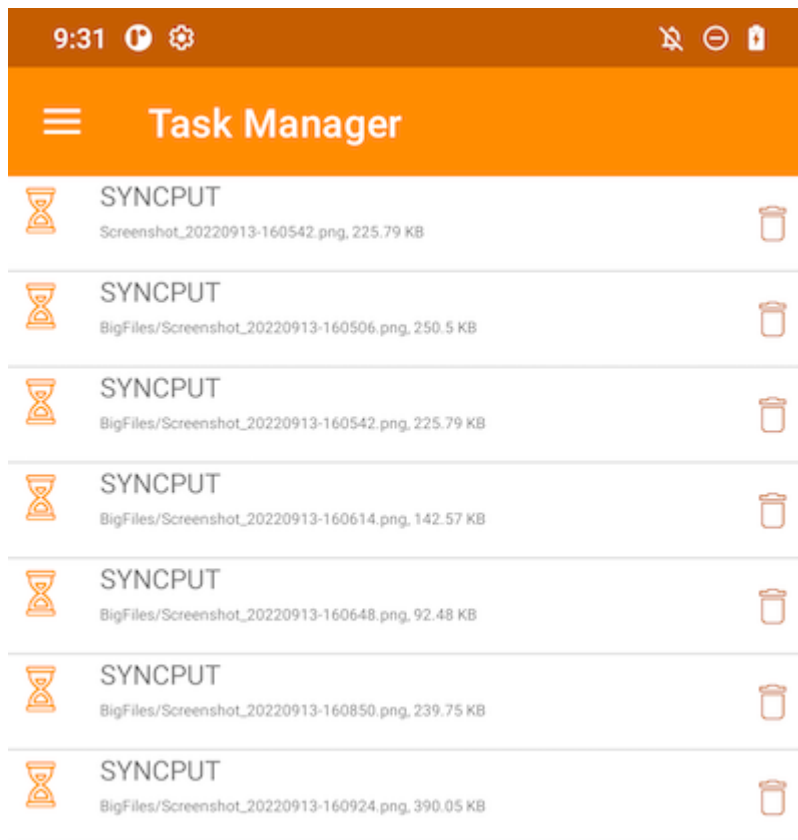 9:31
Task Manager
SYNCPUT
Screenshot_20220913-160542.png, 225.79 KB
SYNCPUT
BigFiles/Screenshot_20220913-160506.png, 250.5 KB
SYNCPUT
BigFiles/Screenshot_20220913-160542.png, 225.79 KB
SYNCPUT
BigFiles/Screenshot_20220913-160614.png, 142.57 KB
SYNCPUT
BigFiles/Screenshot_20220913-160648.png, 92.48 KB
SYNCPUT
BigFiles/Screenshot_20220913-160850.png, 239.75 KB
SYNCPUT
BigFiles/Screenshot_20220913-160924.png, 390.05 KB